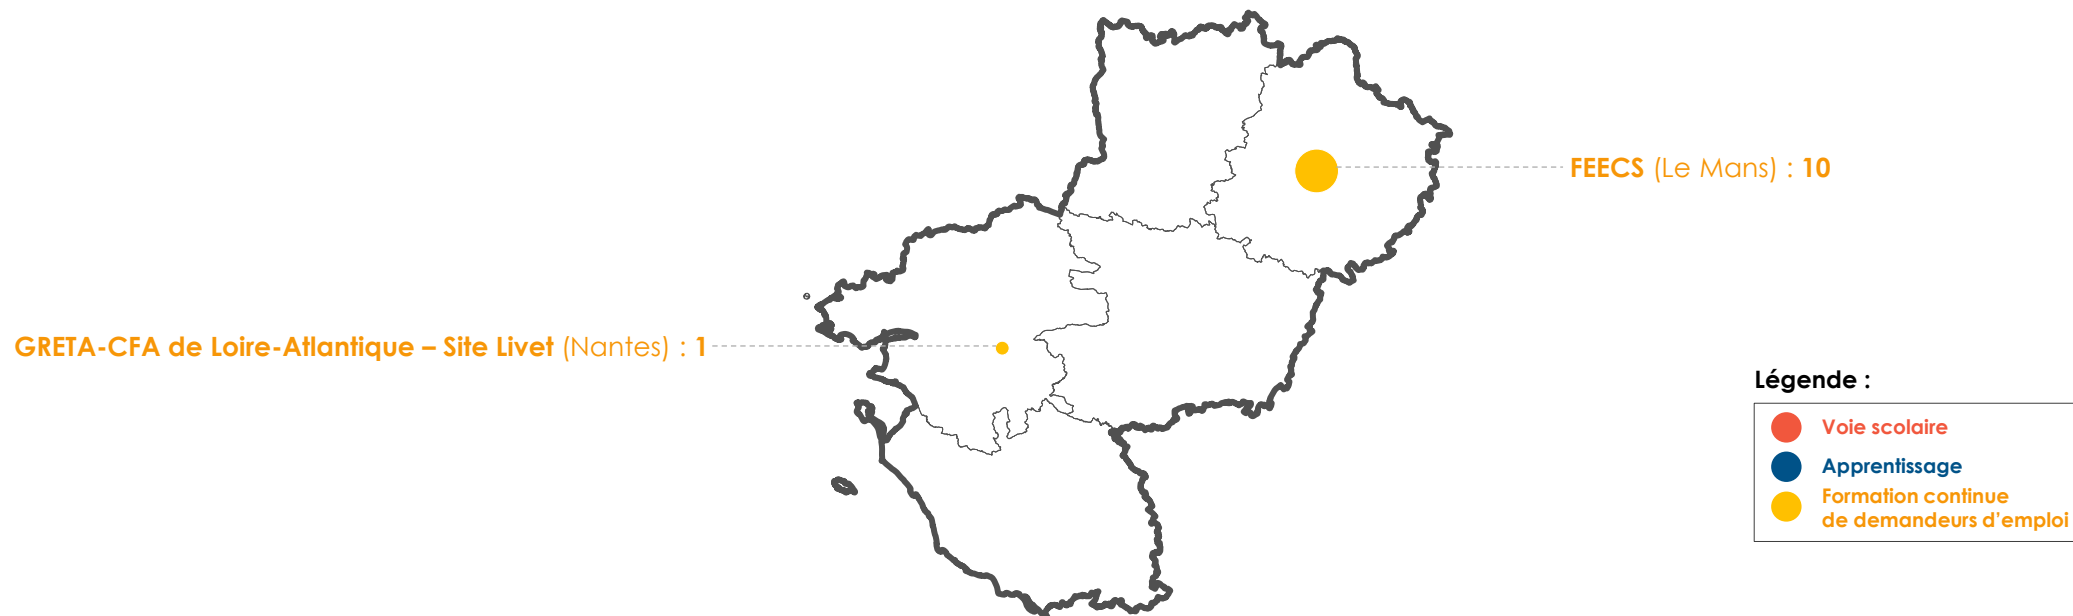 FEECS (Le Mans) : 10
GRETA-CFA de Loire-Atlantique – Site Livet (Nantes) : 1
Légende :
Voie scolaire
Apprentissage
Formation continue
de demandeurs d'emploi